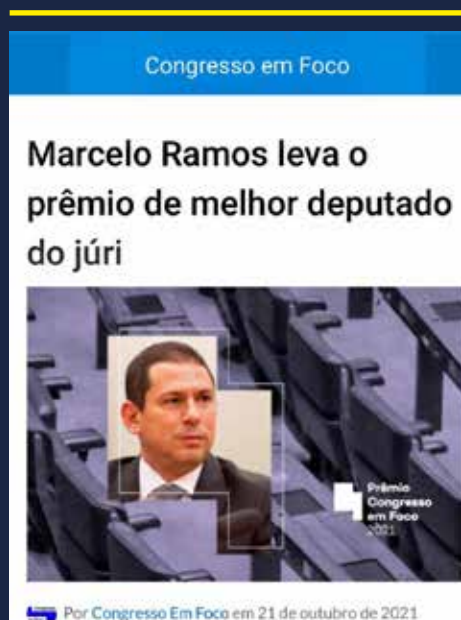 Congresso em Foco
Marcelo Ramos leva o
prêmio de melhor deputado
do júri
Prêmio
Congresso
em Foco
2021
Por Congresso Em Foco em 21 de outubro de 2021